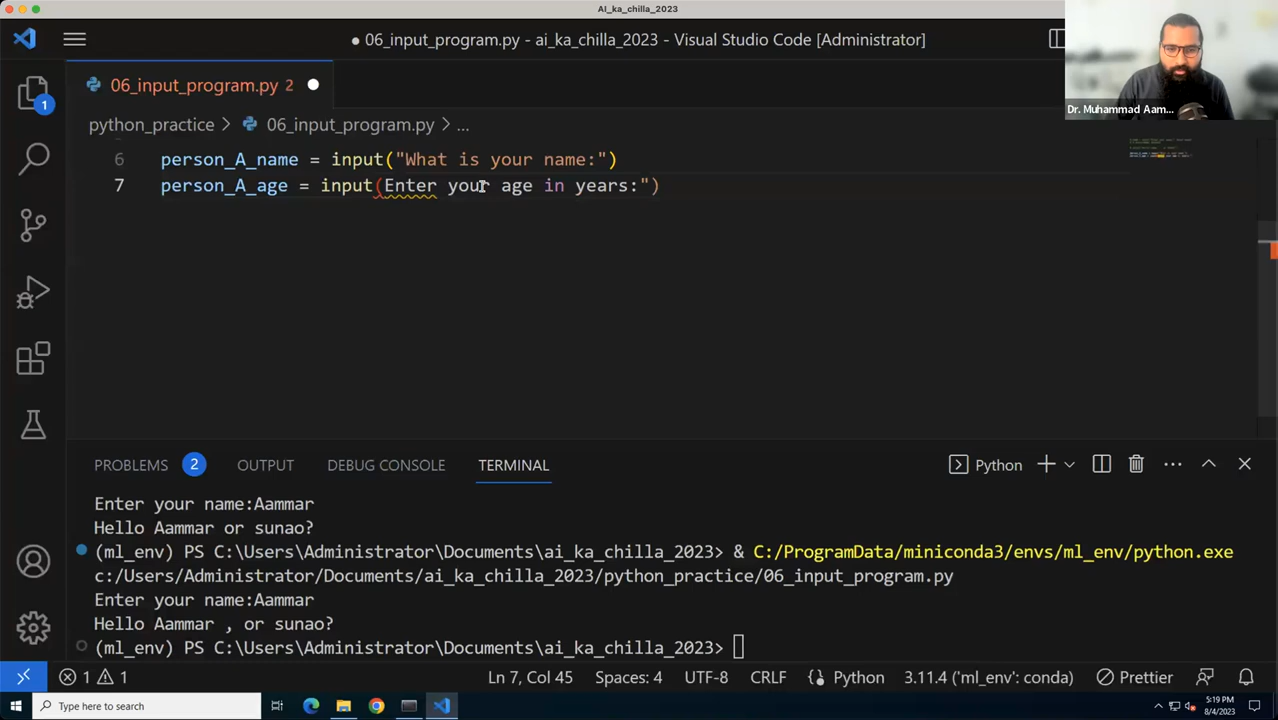 AI_ka_chilla_2023
● 06_input_program.py - ai_ka_chilla_2023 - Visual Studio Code [Administrator]
Dr. Muhammad Aam...
06_input_program.py 2
1
python_practice > 06_input_program.py > ...
6 person_A_name = input("What is your name:")
7 person_A_age = input(Enter your age in years:")
PROBLEMS 2 OUTPUT DEBUG CONSOLE TERMINAL Python
Enter your name:Aammar
Hello Aammar or sunao?
(ml_env) PS C:\Users\Administrator\Documents\ai_ka_chilla_2023> & C:/ProgramData/miniconda3/envs/ml_env/python.exe
c:/Users/Administrator/Documents/ai_ka_chilla_2023/python_practice/06_input_program.py
Enter your name:Aammar
Hello Aammar , or sunao?
(ml_env) PS C:\Users\Administrator\Documents\ai_ka_chilla_2023>
1 1 Ln 7, Col 45 Spaces: 4 UTF-8 CRLF Python 3.11.4 ('ml_env': conda) Prettier
Type here to search
5:19 PM
8/4/2023